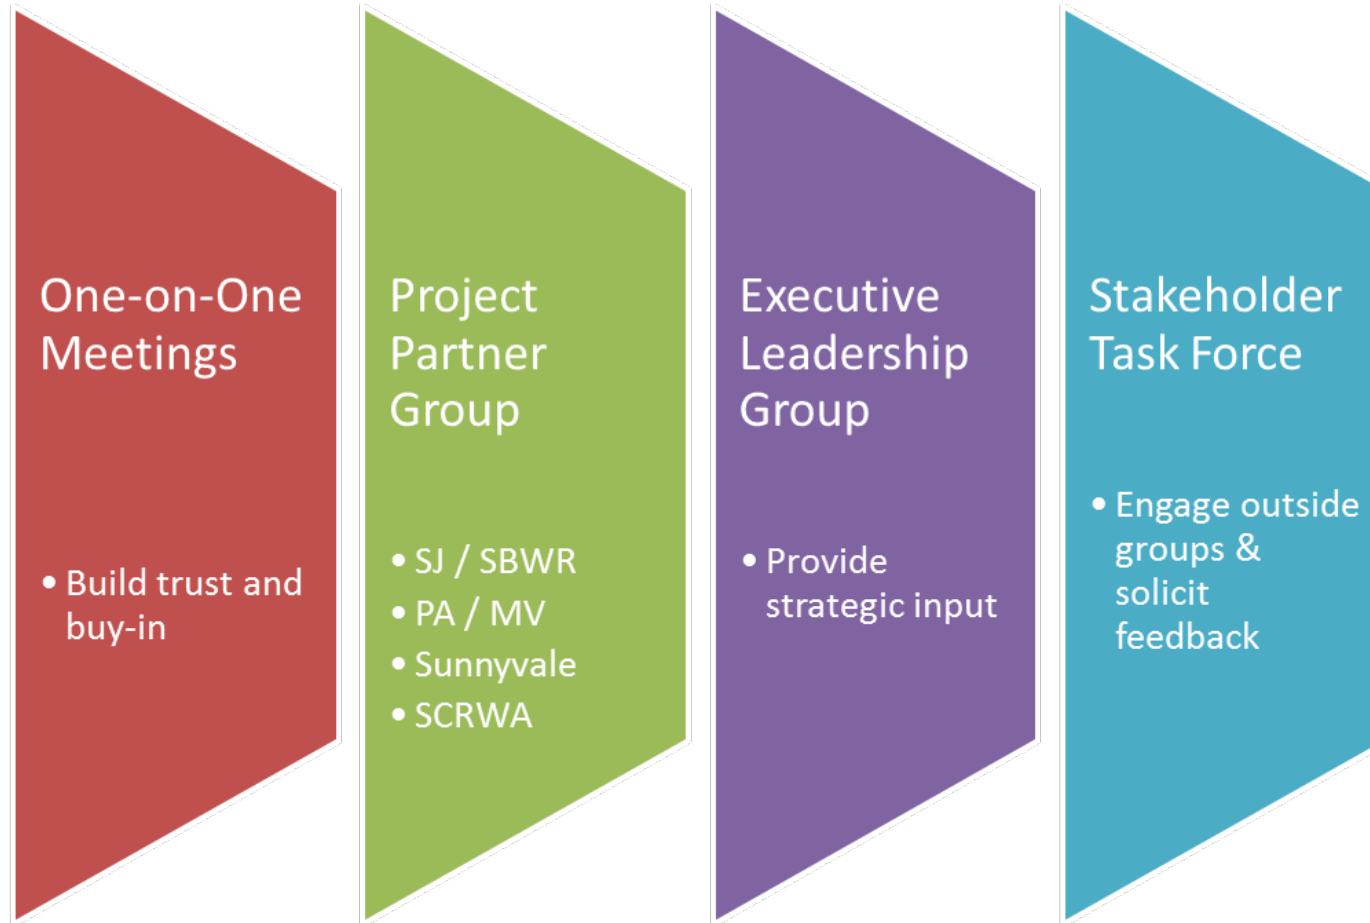 One-on-One
Meetings
• Build trust and
buy-in
Project
Partner
Group
• SJ / SBWR
• PA / MV
• Sunnyvale
• SCRWA
Executive
Leadership
Group
• Provide
strategic input
Stakeholder
Task Force
• Engage outside
groups &
solicit
feedback